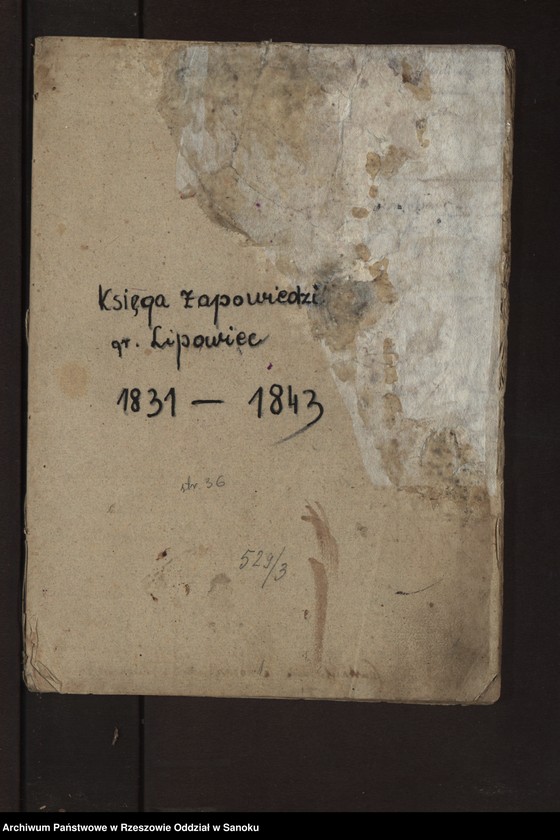 Księga Zapowiedzi
gr. Lipowiec
1831 — 1843
str. 36
529/3
Archiwum Państwowe w Rzeszowie Oddział w Sanoku